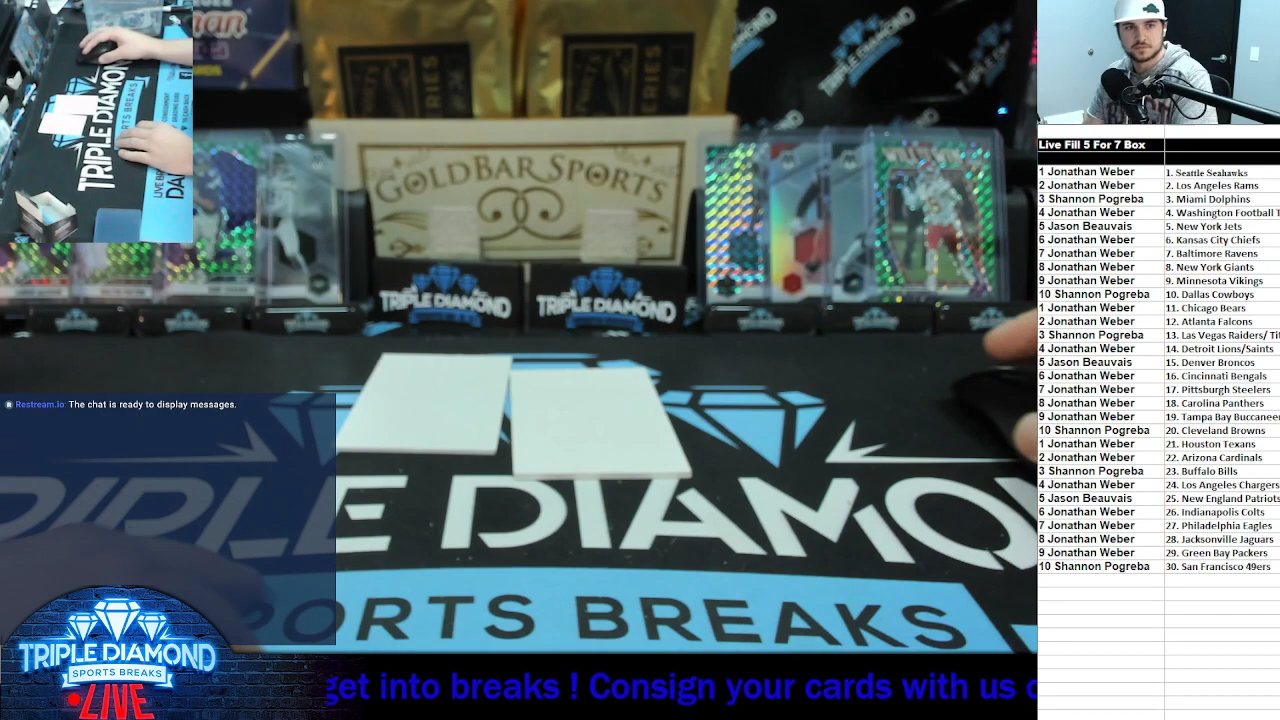 SERIES
SERIES
GOLDBAR SPORTS
TRIPLE DIAMOND
TRIPLE DIAMOND
TRIPLE DIAMOND
SPORTS BREAKS
Restream.io: The chat is ready to display messages.
E DIAMO
ORTS BREAKS
TRIPLE DIAMOND
SPORTS BREAKS
LIVE
get into breaks ! Consign your cards with us
Live Fill 5 For 7 Box
1 Jonathan Weber 1. Seattle Seahawks
2 Jonathan Weber 2. Los Angeles Rams
3 Shannon Pogreba 3. Miami Dolphins
4 Jonathan Weber 4. Washington Football T
5 Jason Beauvais 5. New York Jets
6 Jonathan Weber 6. Kansas City Chiefs
7 Jonathan Weber 7. Baltimore Ravens
8 Jonathan Weber 8. New York Giants
9 Jonathan Weber 9. Minnesota Vikings
10 Shannon Pogreba 10. Dallas Cowboys
1 Jonathan Weber 11. Chicago Bears
2 Jonathan Weber 12. Atlanta Falcons
3 Shannon Pogreba 13. Las Vegas Raiders/ Tit
4 Jonathan Weber 14. Detroit Lions/Saints
5 Jason Beauvais 15. Denver Broncos
6 Jonathan Weber 16. Cincinnati Bengals
7 Jonathan Weber 17. Pittsburgh Steelers
8 Jonathan Weber 18. Carolina Panthers
9 Jonathan Weber 19. Tampa Bay Buccaneer
10 Shannon Pogreba 20. Cleveland Browns
1 Jonathan Weber 21. Houston Texans
2 Jonathan Weber 22. Arizona Cardinals
3 Shannon Pogreba 23. Buffalo Bills
4 Jonathan Weber 24. Los Angeles Chargers
5 Jason Beauvais 25. New England Patriots
6 Jonathan Weber 26. Indianapolis Colts
7 Jonathan Weber 27. Philadelphia Eagles
8 Jonathan Weber 28. Jacksonville Jaguars
9 Jonathan Weber 29. Green Bay Packers
10 Shannon Pogreba 30. San Francisco 49ers